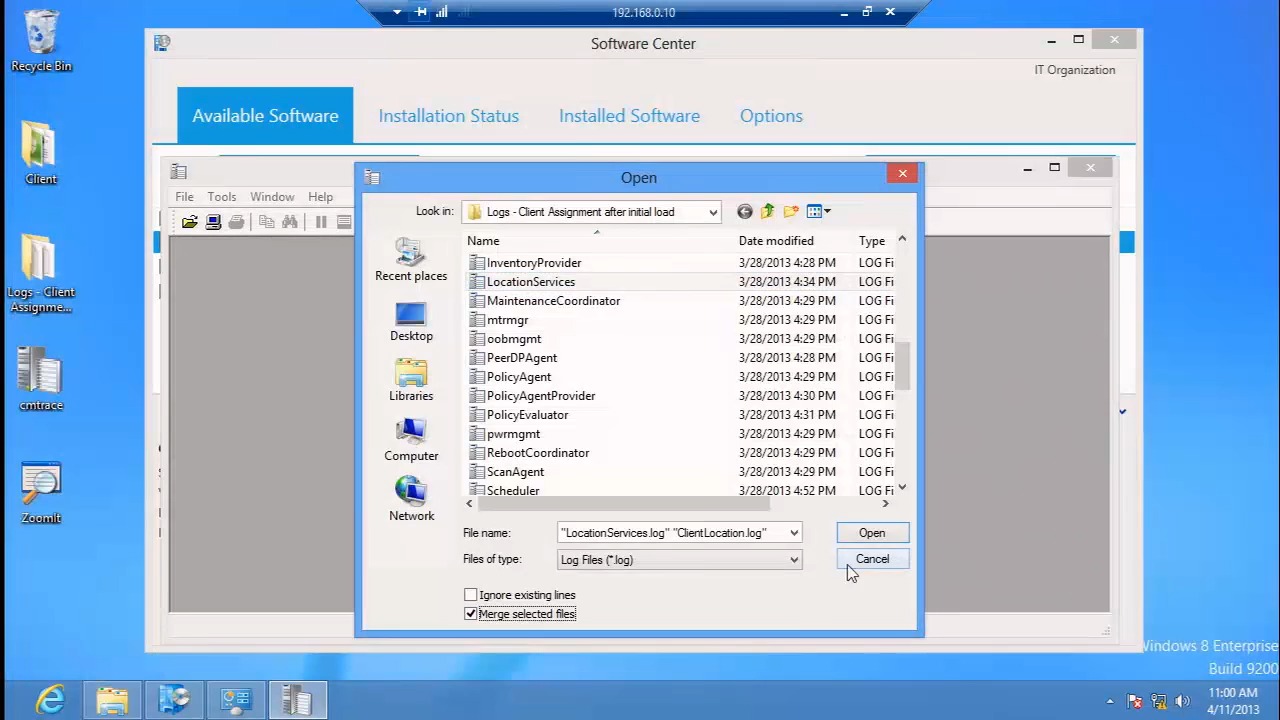 192.168.0.10
Recycle Bin
Client
Logs - Client
Assignme...
cmtrace
ZoomIt
Software Center
IT Organization
Available Software
Installation Status
Installed Software
Options
File
Tools
Window
Help
Open
Look in:
Logs - Client Assignment after initial load
Recent places
Desktop
Libraries
Computer
Network
Name Date modified Type
InventoryProvider 3/28/2013 4:28 PM LOG Fi
LocationServices 3/28/2013 4:34 PM LOG Fi
MaintenanceCoordinator 3/28/2013 4:29 PM LOG Fi
mtrmgr 3/28/2013 4:29 PM LOG Fi
oobmgmt 3/28/2013 4:29 PM LOG Fi
PeerDPAgent 3/28/2013 4:28 PM LOG Fi
PolicyAgent 3/28/2013 4:29 PM LOG Fi
PolicyAgentProvider 3/28/2013 4:30 PM LOG Fi
PolicyEvaluator 3/28/2013 4:31 PM LOG Fi
pwrmgmt 3/28/2013 4:29 PM LOG Fi
RebootCoordinator 3/28/2013 4:29 PM LOG Fi
ScanAgent 3/28/2013 4:29 PM LOG Fi
Scheduler 3/28/2013 4:52 PM LOG Fi
File name:
"LocationServices.log" "ClientLocation.log"
Open
Files of type:
Log Files (*.log)
Cancel
Ignore existing lines
Merge selected files
Windows 8 Enterprise
Build 9200
11:00 AM
4/11/2013